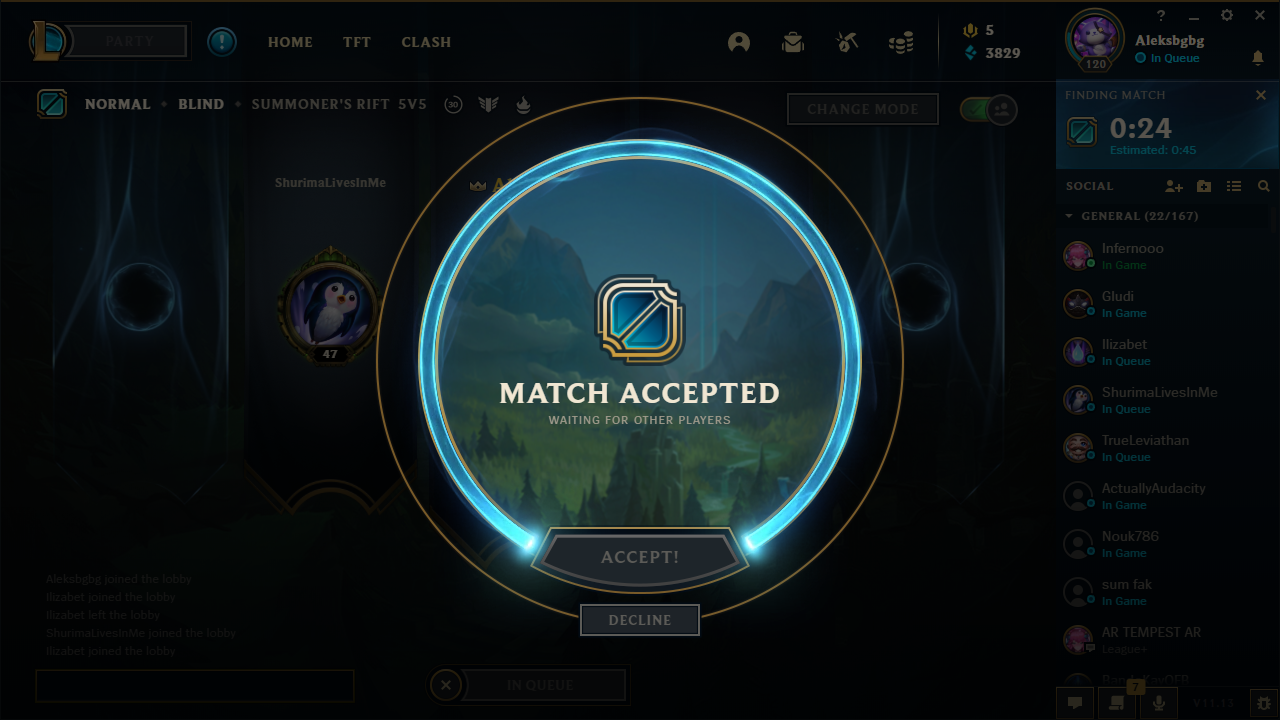 PARTY
HOME
TFT
CLASH
5
3829
120
?
Aleksbgbg
In Queue
NORMAL • BLIND • SUMMONER'S RIFT 5V5
30
CHANGE MODE
FINDING MATCH
0:24
Estimated: 0:45
SOCIAL
GENERAL (22/167)
Infernooo
In Game
Gludi
In Game
Ilizabet
In Queue
ShurimaLivesInMe
In Queue
TrueLeviathan
In Queue
ActuallyAudacity
In Game
Nouk786
In Game
sum fak
In Game
AR TEMPEST AR
League+
7
V11.13
ShurimaLivesInMe
47
MATCH ACCEPTED
WAITING FOR OTHER PLAYERS
ACCEPT!
DECLINE
Aleksbgbg joined the lobby
Ilizabet joined the lobby
Ilizabet left the lobby
ShurimaLivesInMe joined the lobby
Ilizabet joined the lobby
IN QUEUE